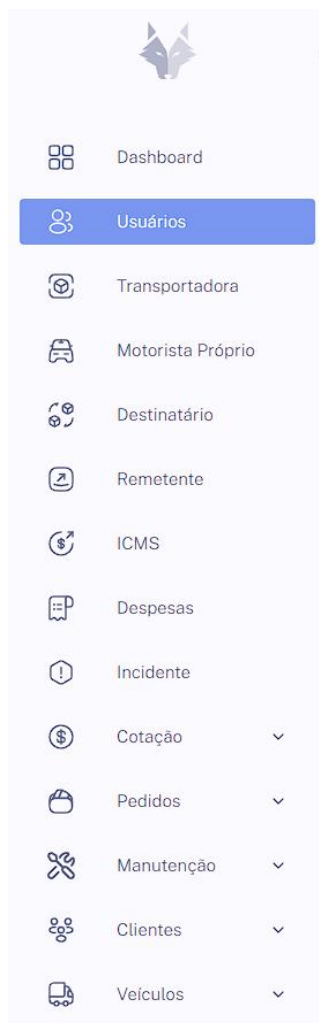 Dashboard
Usuários
Transportadora
Motorista Próprio
Destinatário
Remetente
ICMS
Despesas
Incidente
Cotação
Pedidos
Manutenção
Clientes
Veículos